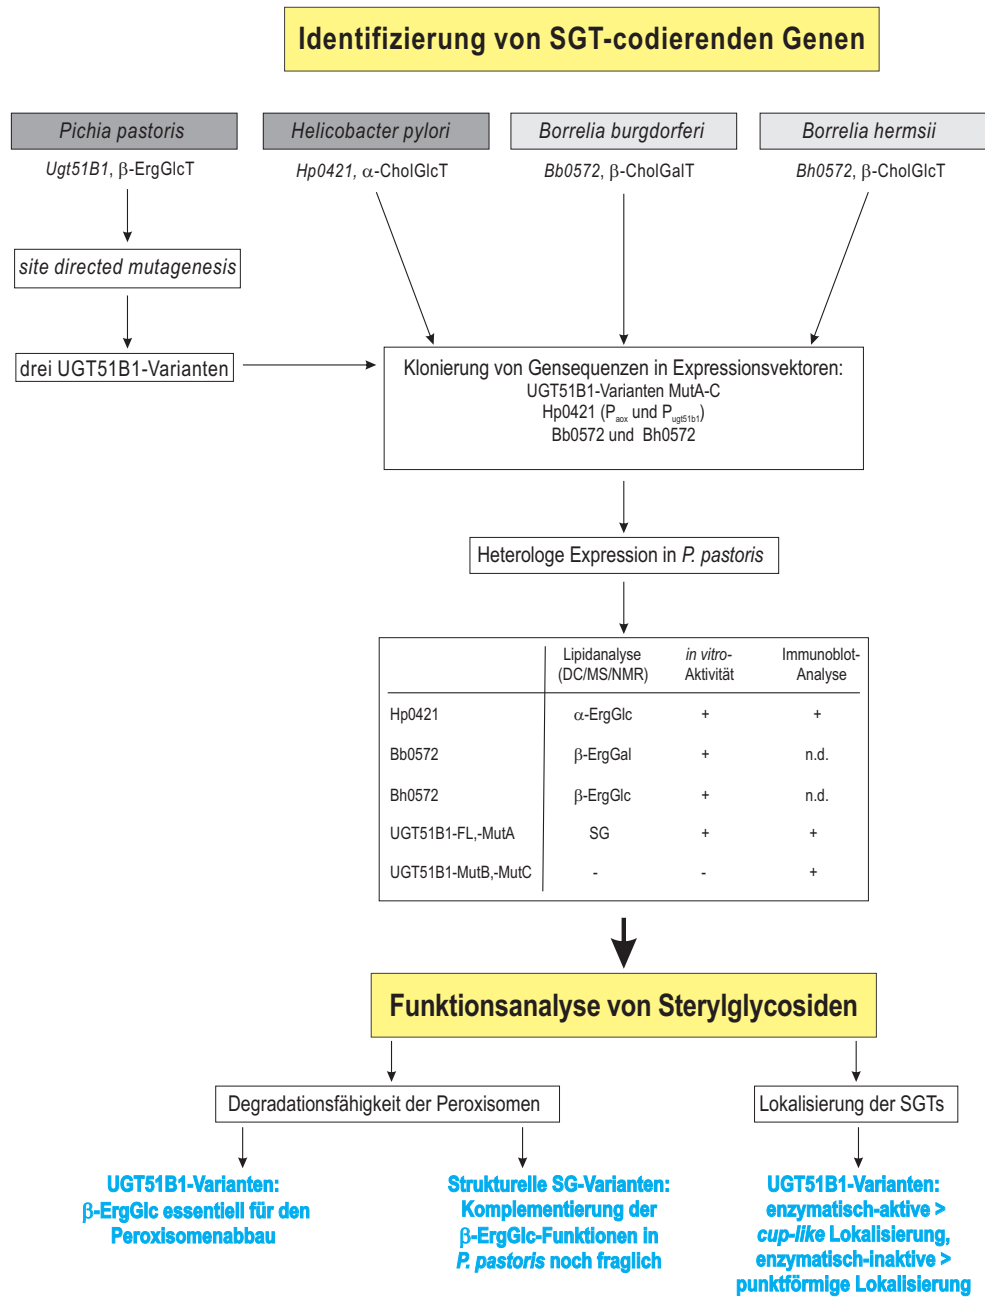 Identifizierung von SGT-codierenden Genen
Pichia pastoris
Helicobacter pylori
Borrelia burgdorferi
Borrelia hermsii
Ugt51B1, β-ErgGlcT
Hp0421, α-CholGlcT
Bb0572, β-CholGalT
Bh0572, β-CholGlcT
site directed mutagenesis
drei UGT51B1-Varianten
Klonierung von Gensequenzen in Expressionsvektoren:
UGT51B1-Varianten MutA-C
Hp0421 (Paox und Pugt51b1)
Bb0572 und Bh0572
Heterologe Expression in P. pastoris
Lipidanalyse in vitro- Immunoblot-
(DC/MS/NMR) Aktivität Analyse
Hp0421 α-ErgGlc + +
Bb0572 β-ErgGal + n.d.
Bh0572 β-ErgGlc + n.d.
UGT51B1-FL,-MutA SG + +
UGT51B1-MutB,-MutC - - +
Funktionsanalyse von Sterylglycosiden
Degradationsfähigkeit der Peroxisomen
Lokalisierung der SGTs
UGT51B1-Varianten:
β-ErgGlc essentiell für den
Peroxisomenabbau
Strukturelle SG-Varianten:
Komplementierung der
β-ErgGlc-Funktionen in
P. pastoris noch fraglich
UGT51B1-Varianten:
enzymatisch-aktive >
cup-like Lokalisierung,
enzymatisch-inaktive >
punktförmige Lokalisierung